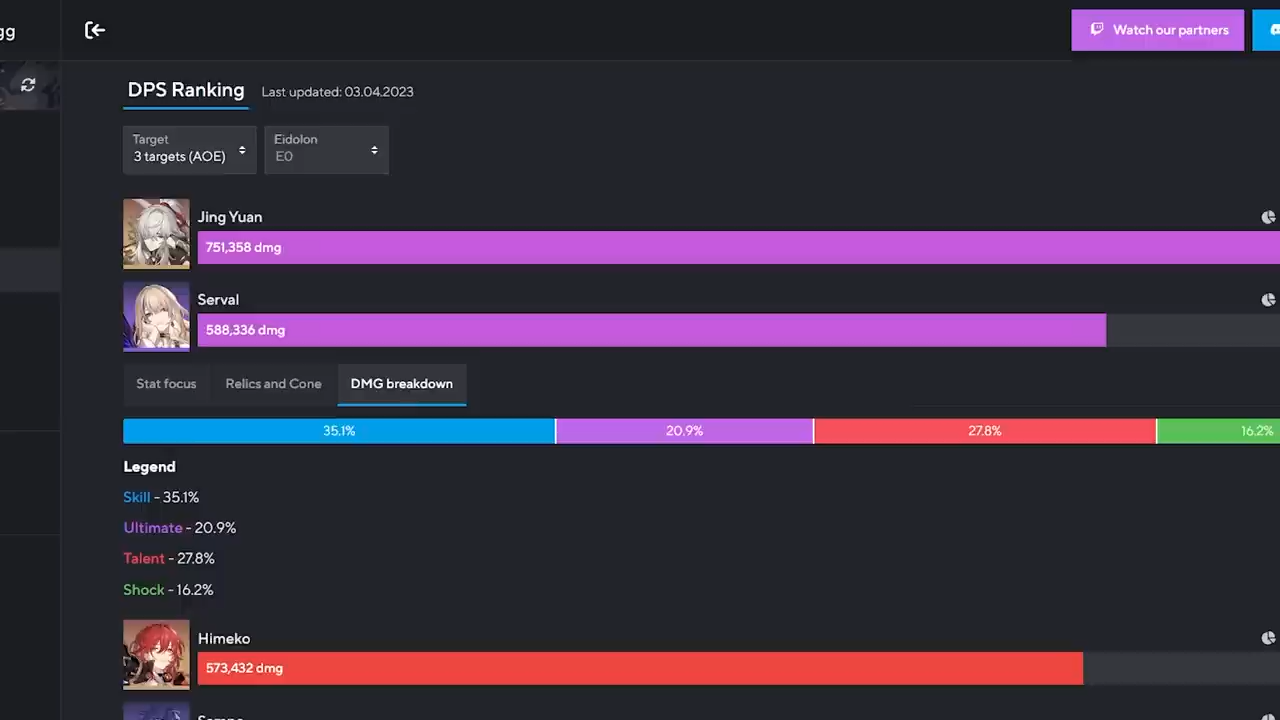 gg
Watch our partners
DPS Ranking
Last updated: 03.04.2023
Target
3 targets (AOE)
Eidolon
E0
Jing Yuan
751,358 dmg
Serval
588,336 dmg
Stat focus
Relics and Cone
DMG breakdown
35.1%
20.9%
27.8%
16.2%
Legend
Skill - 35.1%
Ultimate - 20.9%
Talent - 27.8%
Shock - 16.2%
Himeko
573,432 dmg